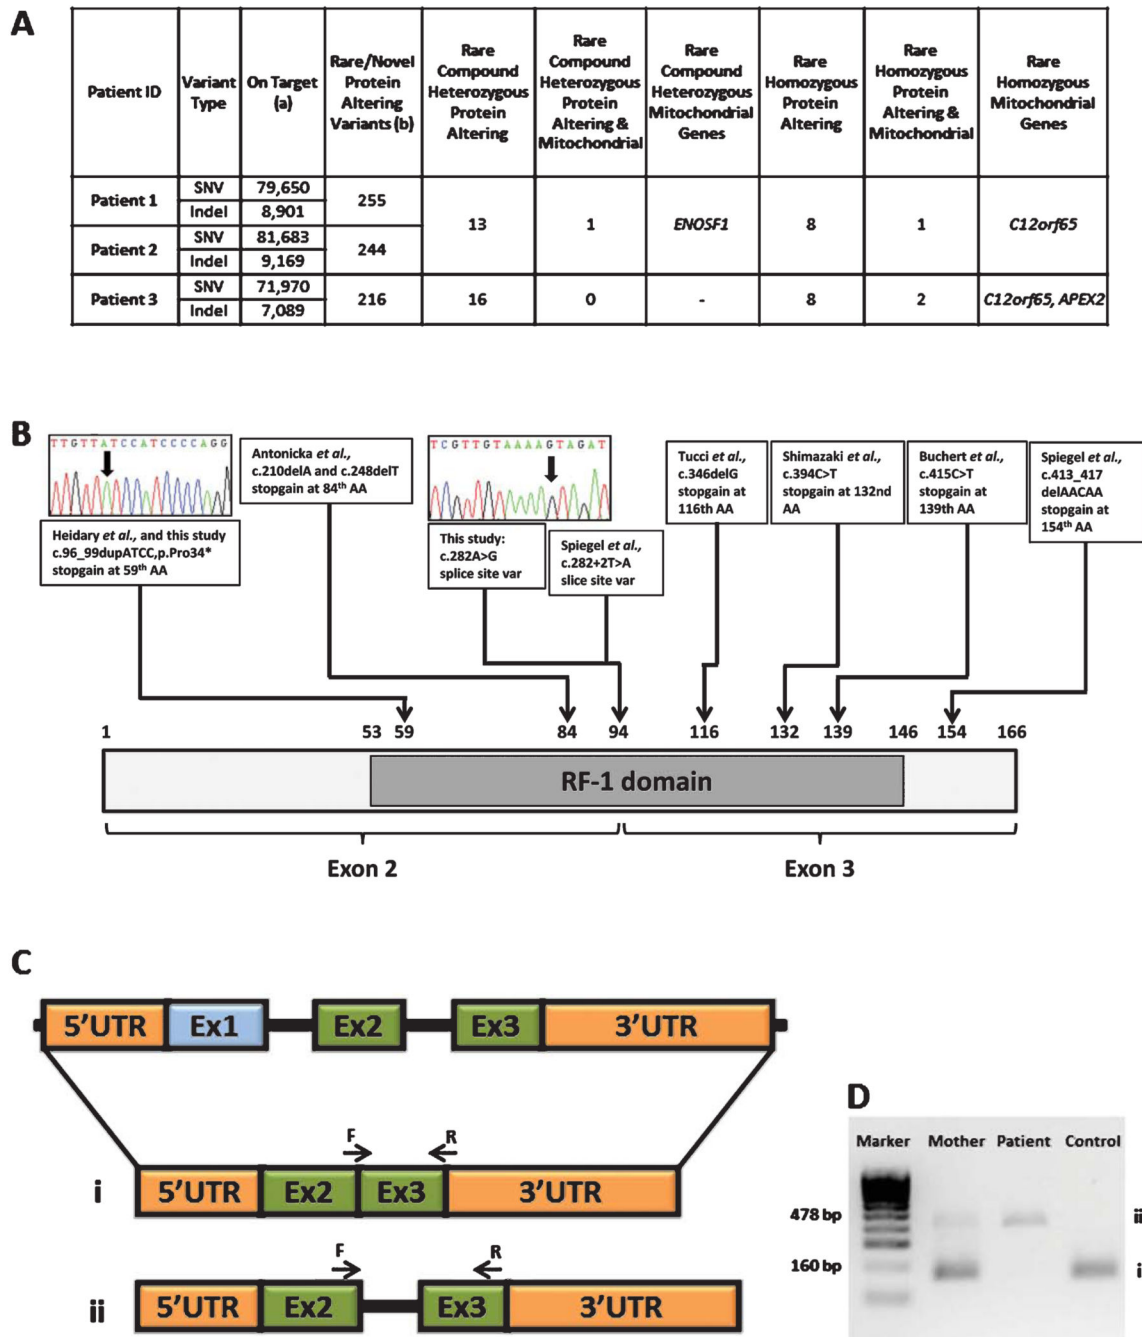 A
Patient ID
Variant
Type
On Target
(a)
Rare/Novel
Protein
Altering
Variants (b)
Rare
Compound
Heterozygous
Protein
Altering
Rare
Compound
Heterozygous
Protein
Altering &
Mitochondrial
Rare
Compound
Heterozygous
Mitochondrial
Genes
Rare
Homozygous
Protein
Altering
Rare
Homozygous
Protein
Altering &
Mitochondrial
Rare
Homozygous
Mitochondrial
Genes
Patient 1
SNV
79,650
Indel
8,901
255
Patient 2
SNV
81,683
Indel
9,169
244
13
1
ENOSF1
8
1
C12orf65
Patient 3
SNV
71,970
Indel
7,089
216
16
0
-
8
2
C12orf65, APEX2
B
TTGTTATCCATCCCCAGG
Heidary et al., and this study
c.96_99dupATCC,p.Pro34*
stopgain at 59th AA
Antonicka et al.,
c.210delA and c.248delT
stopgain at 84th AA
TCGTTGTAAAAGTAGAT
This study:
c.282A>G
splice site var
Spiegel et al.,
c.282+2T>A
slice site var
Tucci et al.,
c.346delG
stopgain at
116th AA
Shimazaki et al.,
c.394C>T
stopgain at 132nd
AA
Buchert et al.,
c.415C>T
stopgain at
139th AA
Spiegel et al.,
c.413_417
delAACAA
stopgain at
154th AA
1 53 59 84 94 116 132 139 146 154 166
RF-1 domain
Exon 2 Exon 3
C
5'UTR Ex1 Ex2 Ex3 3'UTR
F R
i 5'UTR Ex2 Ex3 3'UTR
F R
ii 5'UTR Ex2 Ex3 3'UTR
D
Marker Mother Patient Control
478 bp ii
160 bp i